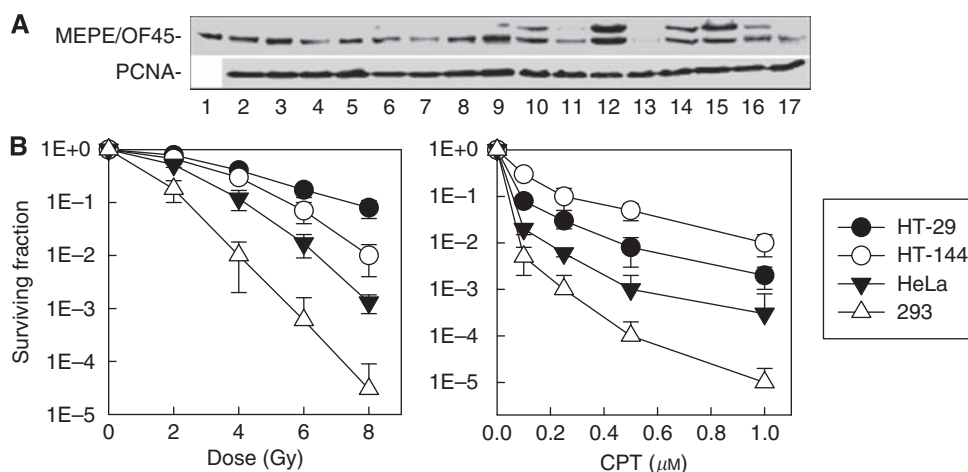 A
MEPE/OF45-
PCNA-
1 2 3 4 5 6 7 8 9 10 11 12 13 14 15 16 17
B
1E+0
1E–1
1E–2
1E–3
1E–4
1E–5
Surviving fraction
0 2 4 6 8
Dose (Gy)
1E+0
1E–1
1E–2
1E–3
1E–4
1E–5
0.0 0.2 0.4 0.6 0.8 1.0
CPT (μM)
HT-29
HT-144
HeLa
293